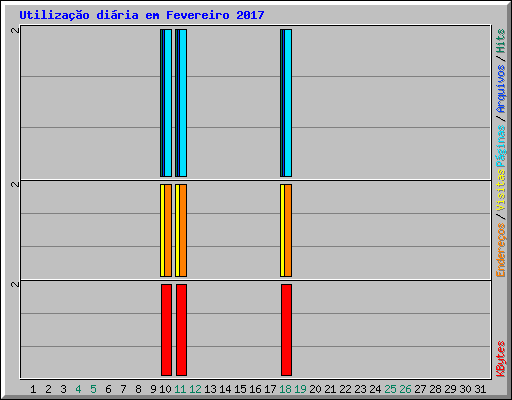 Utilização diária em Fevereiro 2017
2
2
2
Endereços / Visitas Páginas / Arquivos / Hits
KBytes
1 2 3 4 5 6 7 8 9 10 11 12 13 14 15 16 17 18 19 20 21 22 23 24 25 26 27 28 29 30 31